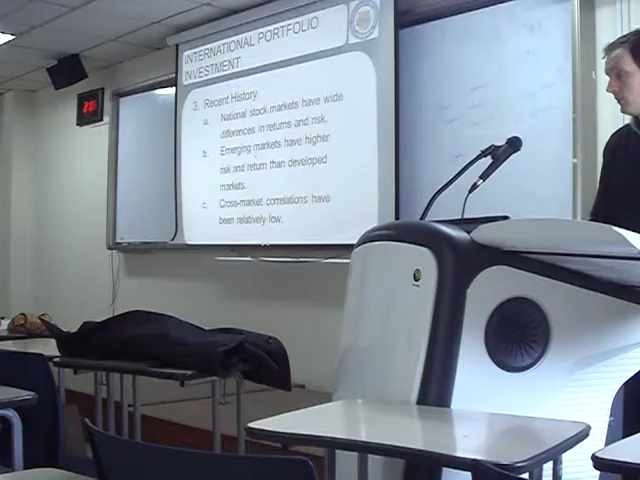 INTERNATIONAL PORTFOLIO
INVESTMENT
3. Recent History
a. National stock markets have wide
differences in returns and risk.
b. Emerging markets have higher
risk and return than developed
markets.
c. Cross-market correlations have
been relatively low.